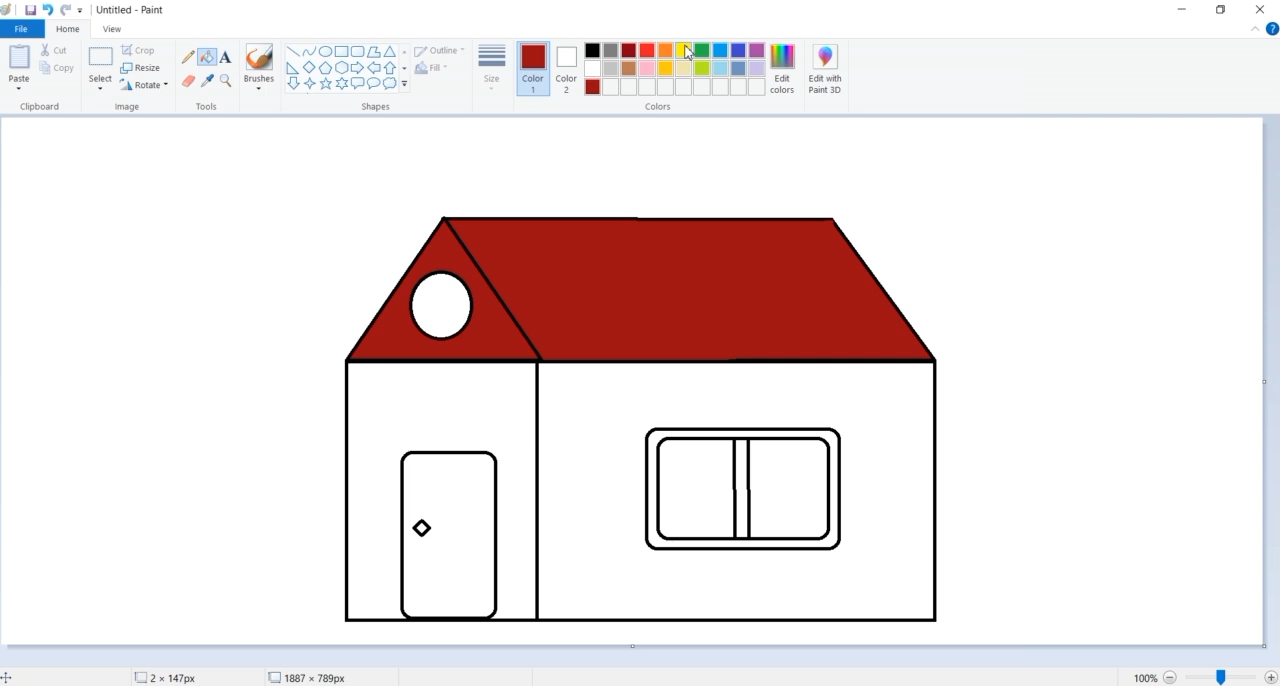 Untitled - Paint
File Home View
Paste
Cut
Copy
Clipboard
Select
Crop
Resize
Rotate
Image
A
Tools
Brushes
Shapes
Outline
Fill
Size
Color 1
Color 2
Edit colors
Colors
Edit with Paint 3D
?
2 × 147px
1887 × 789px
100%